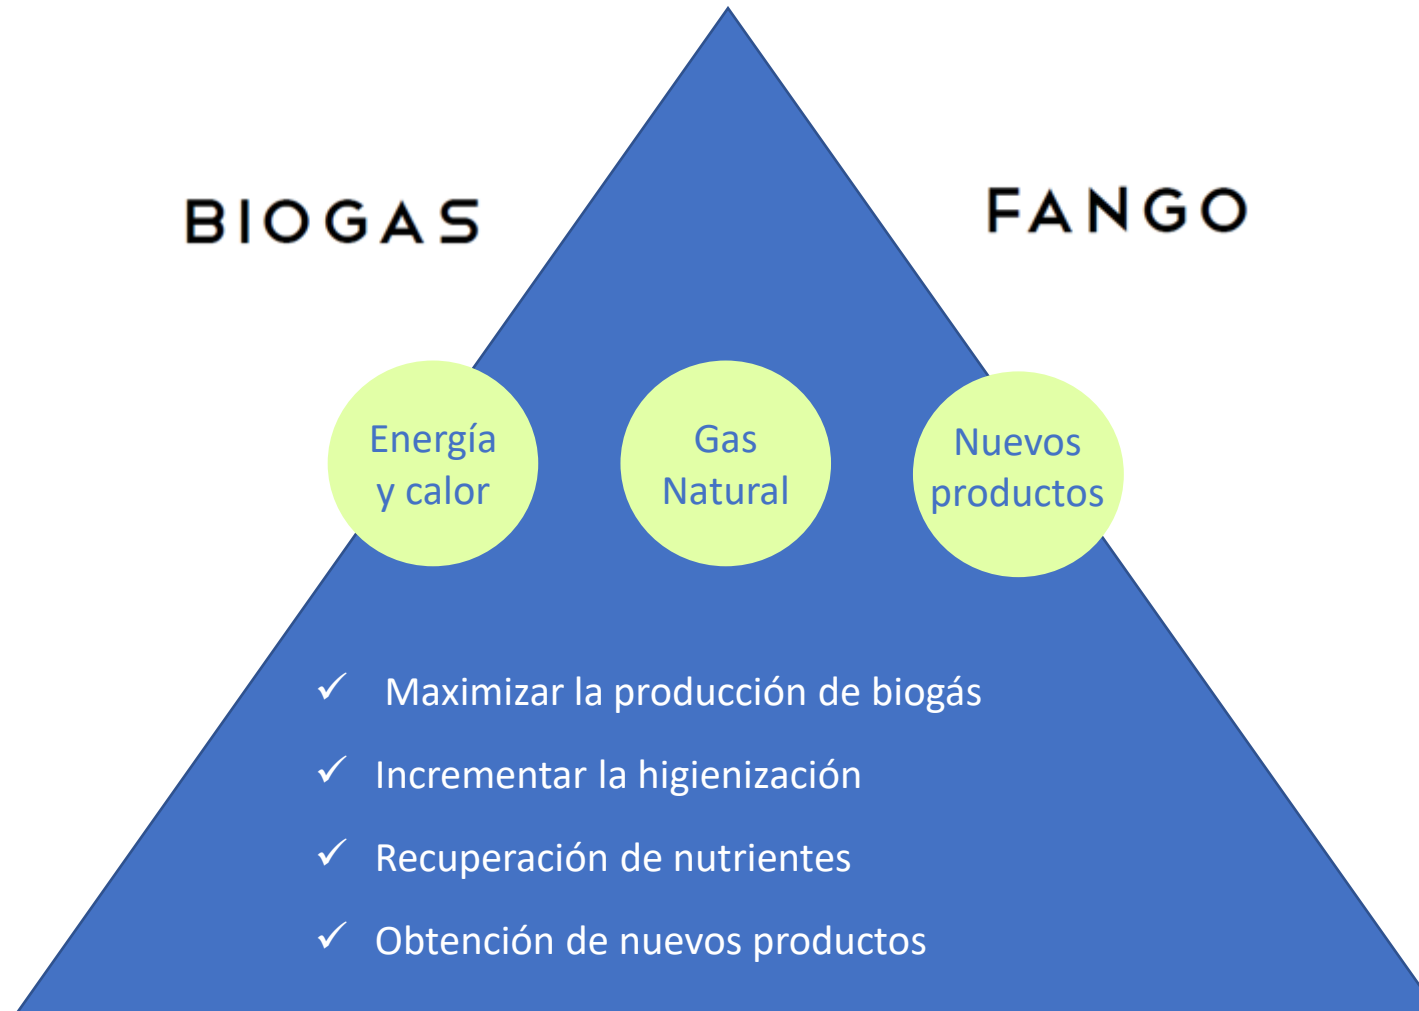 BIOGAS
FANGO
Energía
y calor
Gas
Natural
Nuevos
productos
✓ Maximizar la producción de biogás
✓ Incrementar la higienización
✓ Recuperación de nutrientes
✓ Obtención de nuevos productos